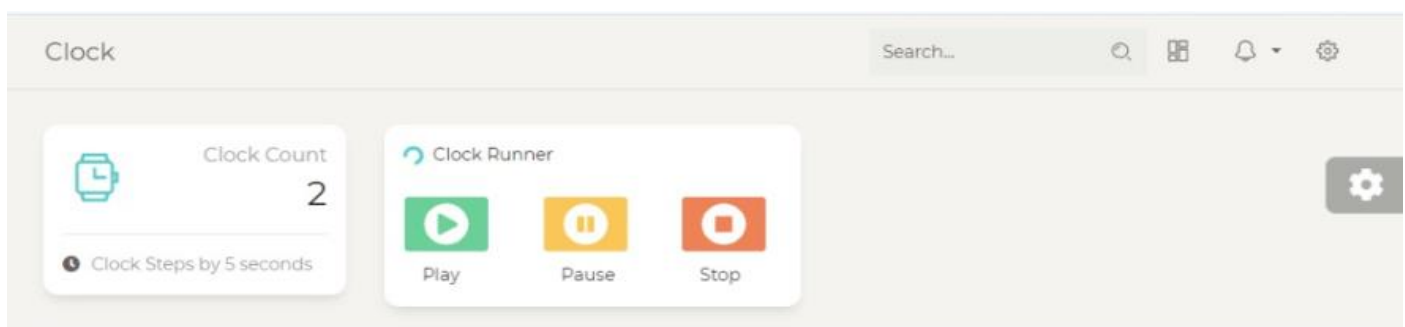 Clock
Search...
Clock Count
2
Clock Steps by 5 seconds
Clock Runner
Play
Pause
Stop